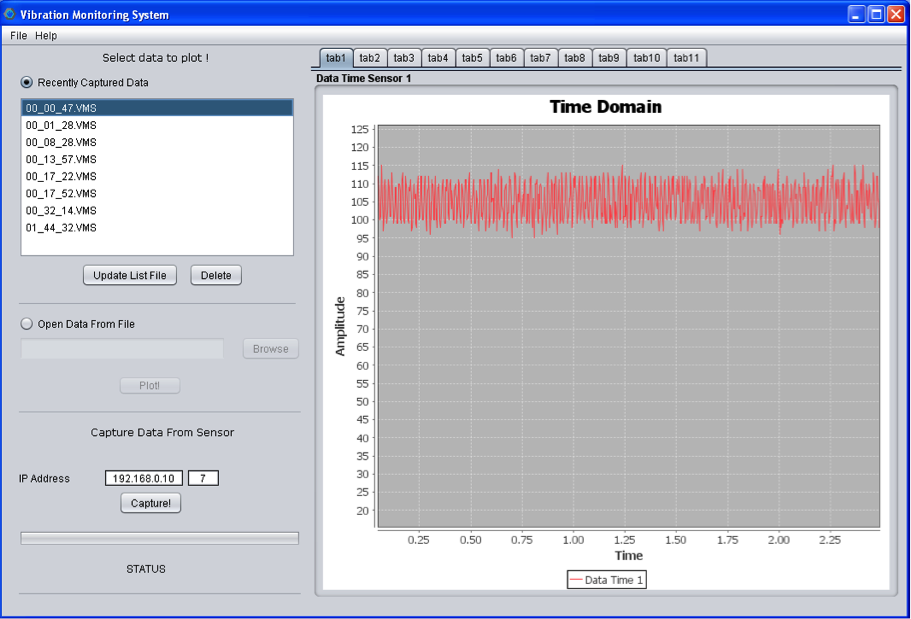 Vibration Monitoring System
File Help
Select data to plot !
Recently Captured Data
00_00_47.VMS
00_01_28.VMS
00_08_28.VMS
00_13_57.VMS
00_17_22.VMS
00_17_52.VMS
00_32_14.VMS
01_44_32.VMS
Update List File Delete
Open Data From File
Browse
Plot!
Capture Data From Sensor
IP Address 192.168.0.10 7
Capture!
STATUS
tab1 tab2 tab3 tab4 tab5 tab6 tab7 tab8 tab9 tab10 tab11
Data Time Sensor 1
Time Domain
125
120
115
110
105
100
95
90
85
80
75
70
65
60
55
50
45
40
35
30
25
20
Amplitude
0.25 0.50 0.75 1.00 1.25 1.50 1.75 2.00 2.25
Time
Data Time 1